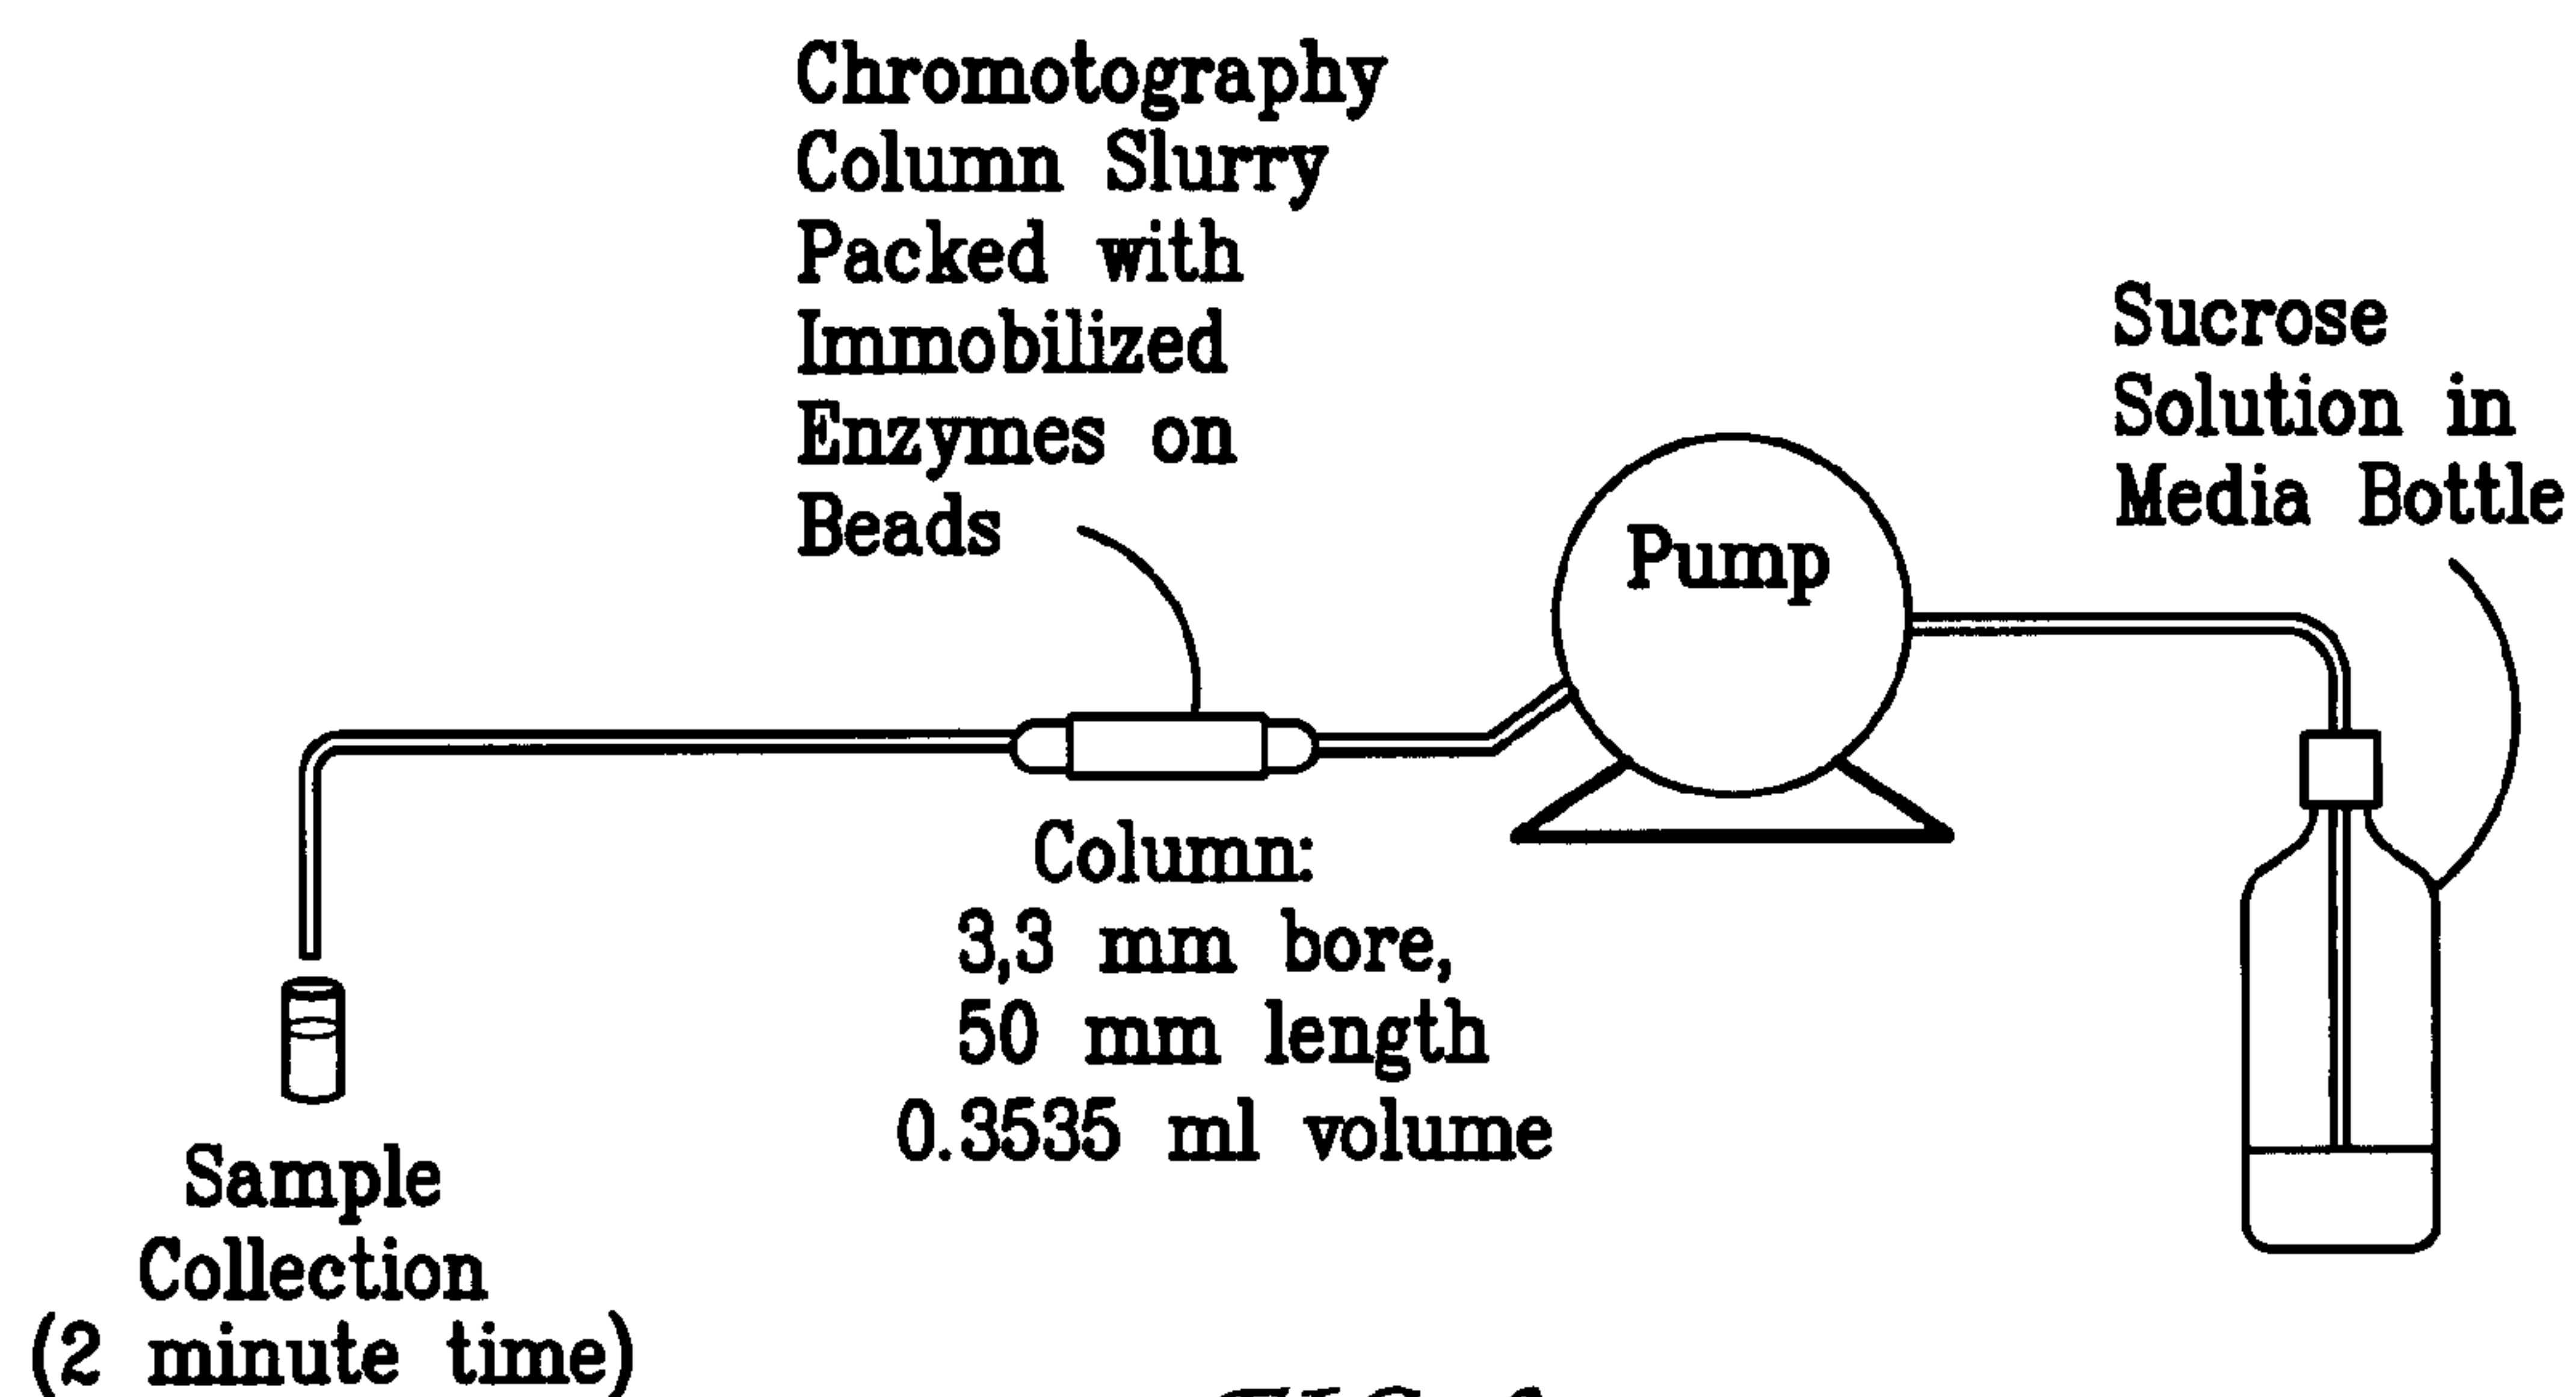 Chromotography
Column Slurry
Packed with
Immobilized
Enzymes on
Beads
Pump
Sucrose
Solution in
Media Bottle
Column:
3,3 mm bore,
50 mm length
0.3535 ml volume
Sample
Collection
(2 minute time)